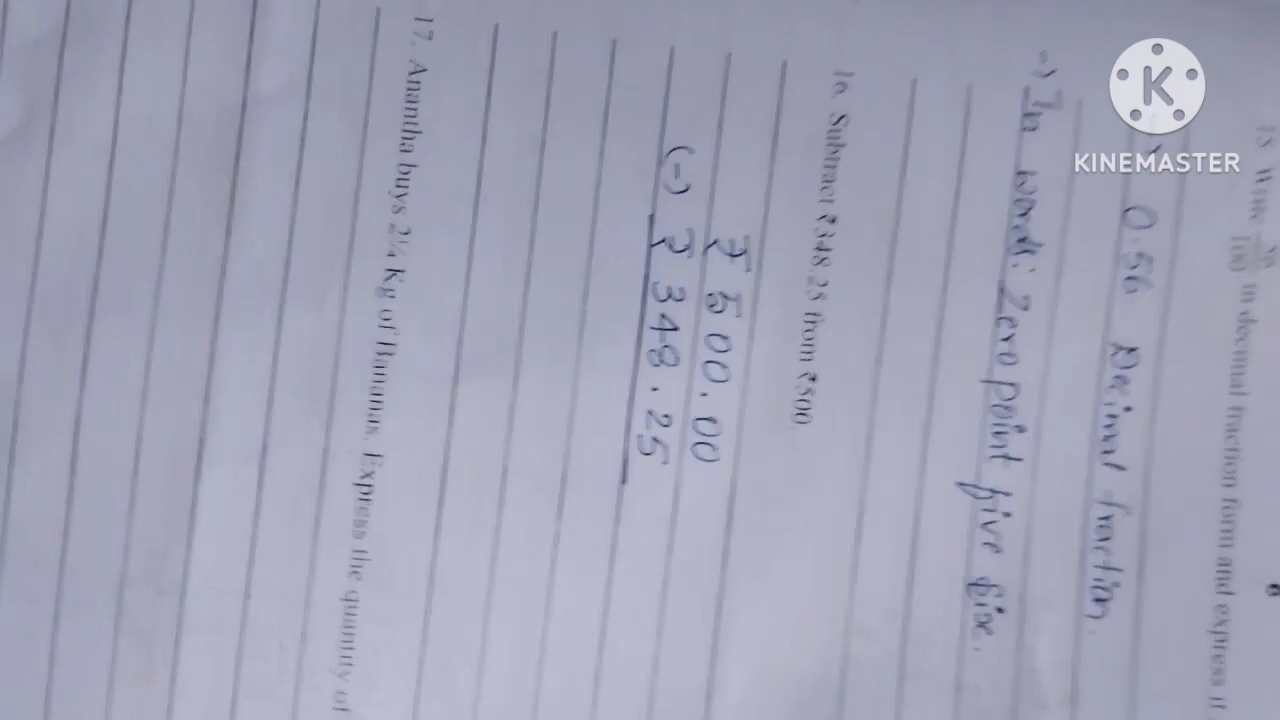 KINEMASTER
in decimal fraction form and express it
0.56 Decimal fraction.
In words: Zero point five six.
16. Subtract ₹348.25 from ₹500
₹ 500.00
(-) ₹ 348.25
17. Anantha buys 2¼ Kg of Bananas. Express the quantity of